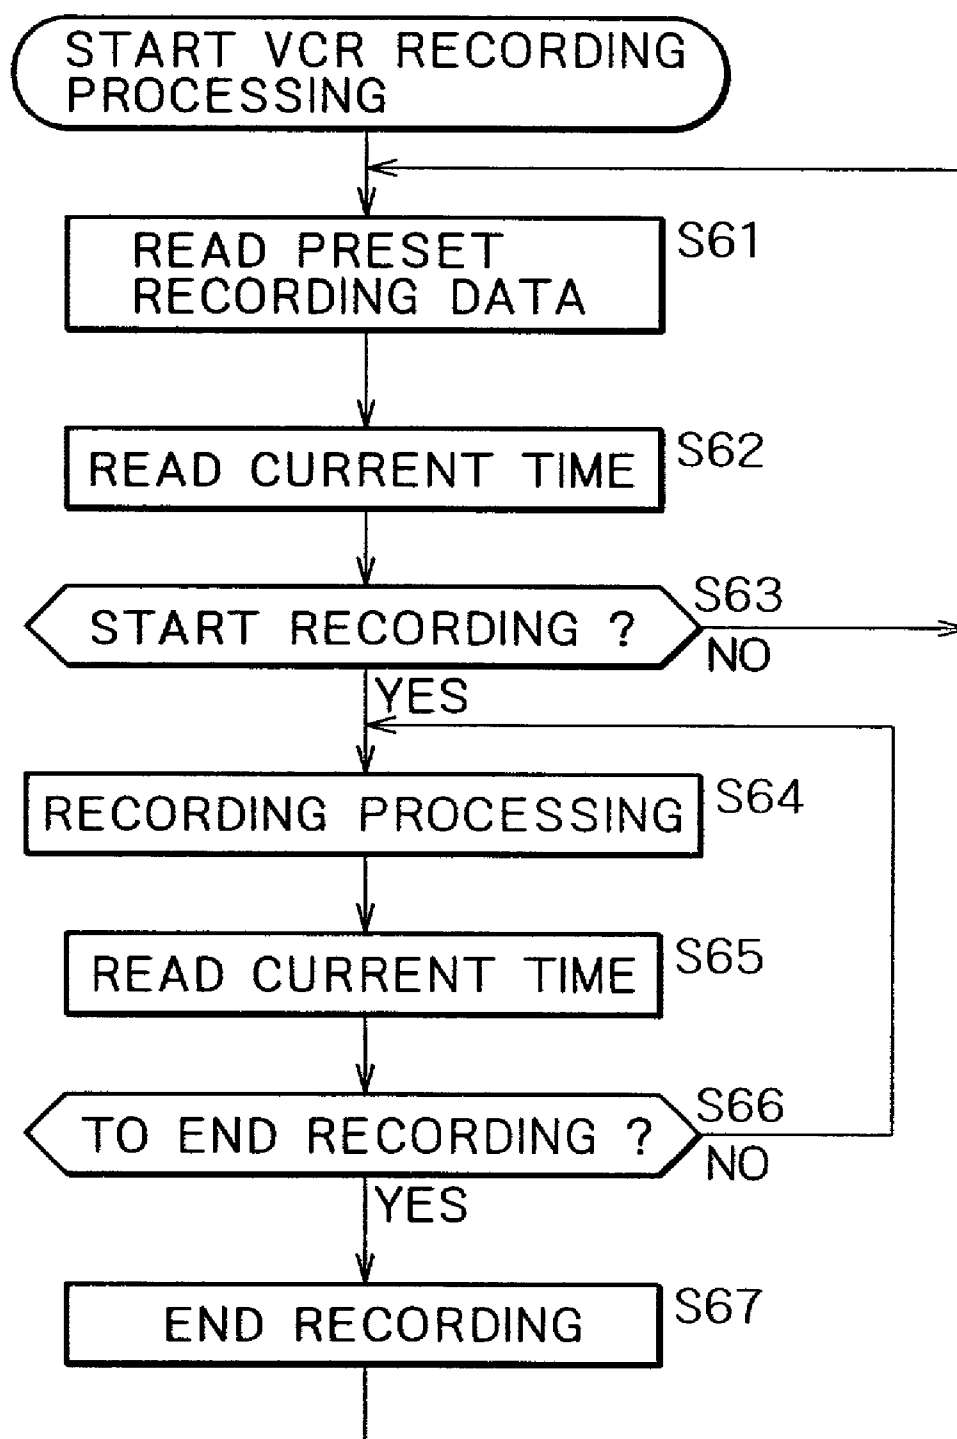 START VCR RECORDING
PROCESSING
READ PRESET
RECORDING DATA
S61
READ CURRENT TIME
S62
START RECORDING ?
S63
NO
YES
RECORDING PROCESSING
S64
READ CURRENT TIME
S65
TO END RECORDING ?
S66
NO
YES
END RECORDING
S67